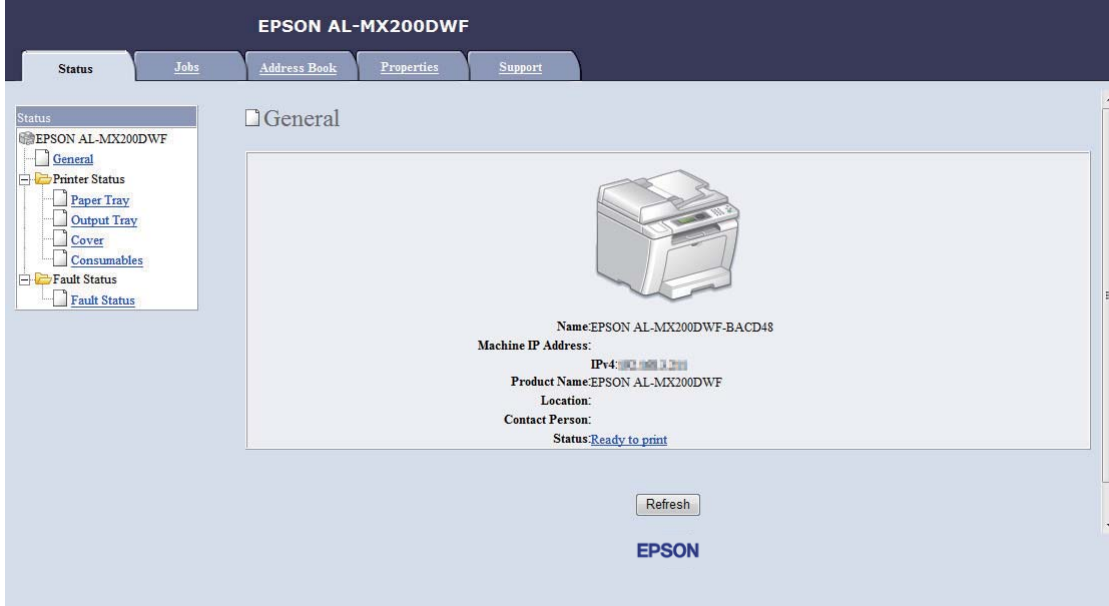 EPSON AL-MX200DWF
Status
Jobs
Address Book
Properties
Support
Status
EPSON AL-MX200DWF
General
Printer Status
Paper Tray
Output Tray
Cover
Consumables
Fault Status
Fault Status
General
Name:EPSON AL-MX200DWF-BACD48
Machine IP Address:
IPv4:
Product Name:EPSON AL-MX200DWF
Location:
Contact Person:
Status:Ready to print
Refresh
EPSON